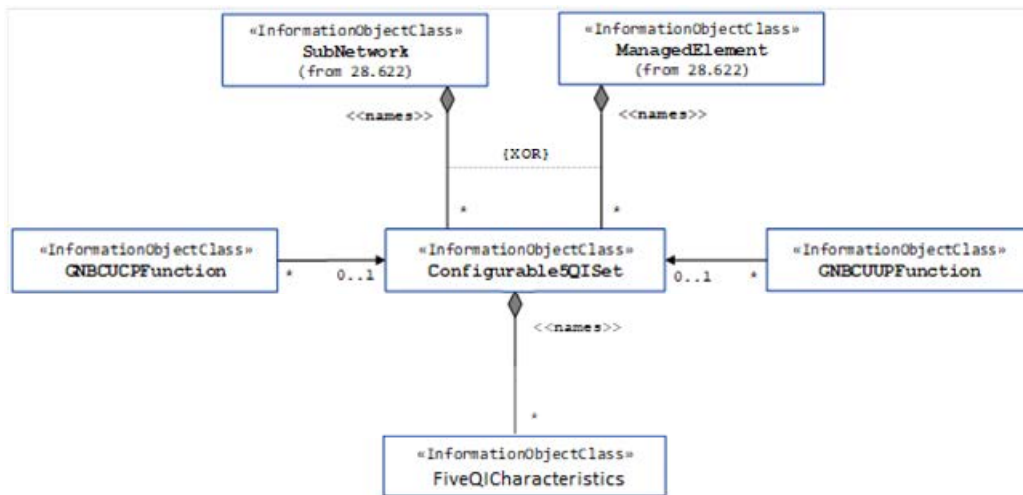 «InformationObjectClass»
SubNetwork
(from 28.622)
«InformationObjectClass»
ManagedElement
(from 28.622)
<<names>>
<<names>>
{XOR}
*
*
«InformationObjectClass»
GNBCUCPFunction
*
0..1
«InformationObjectClass»
Configurable5QISet
0..1
*
«InformationObjectClass»
GNBCUUPFunction
<<names>>
*
«InformationObjectClass»
FiveQICharacteristics